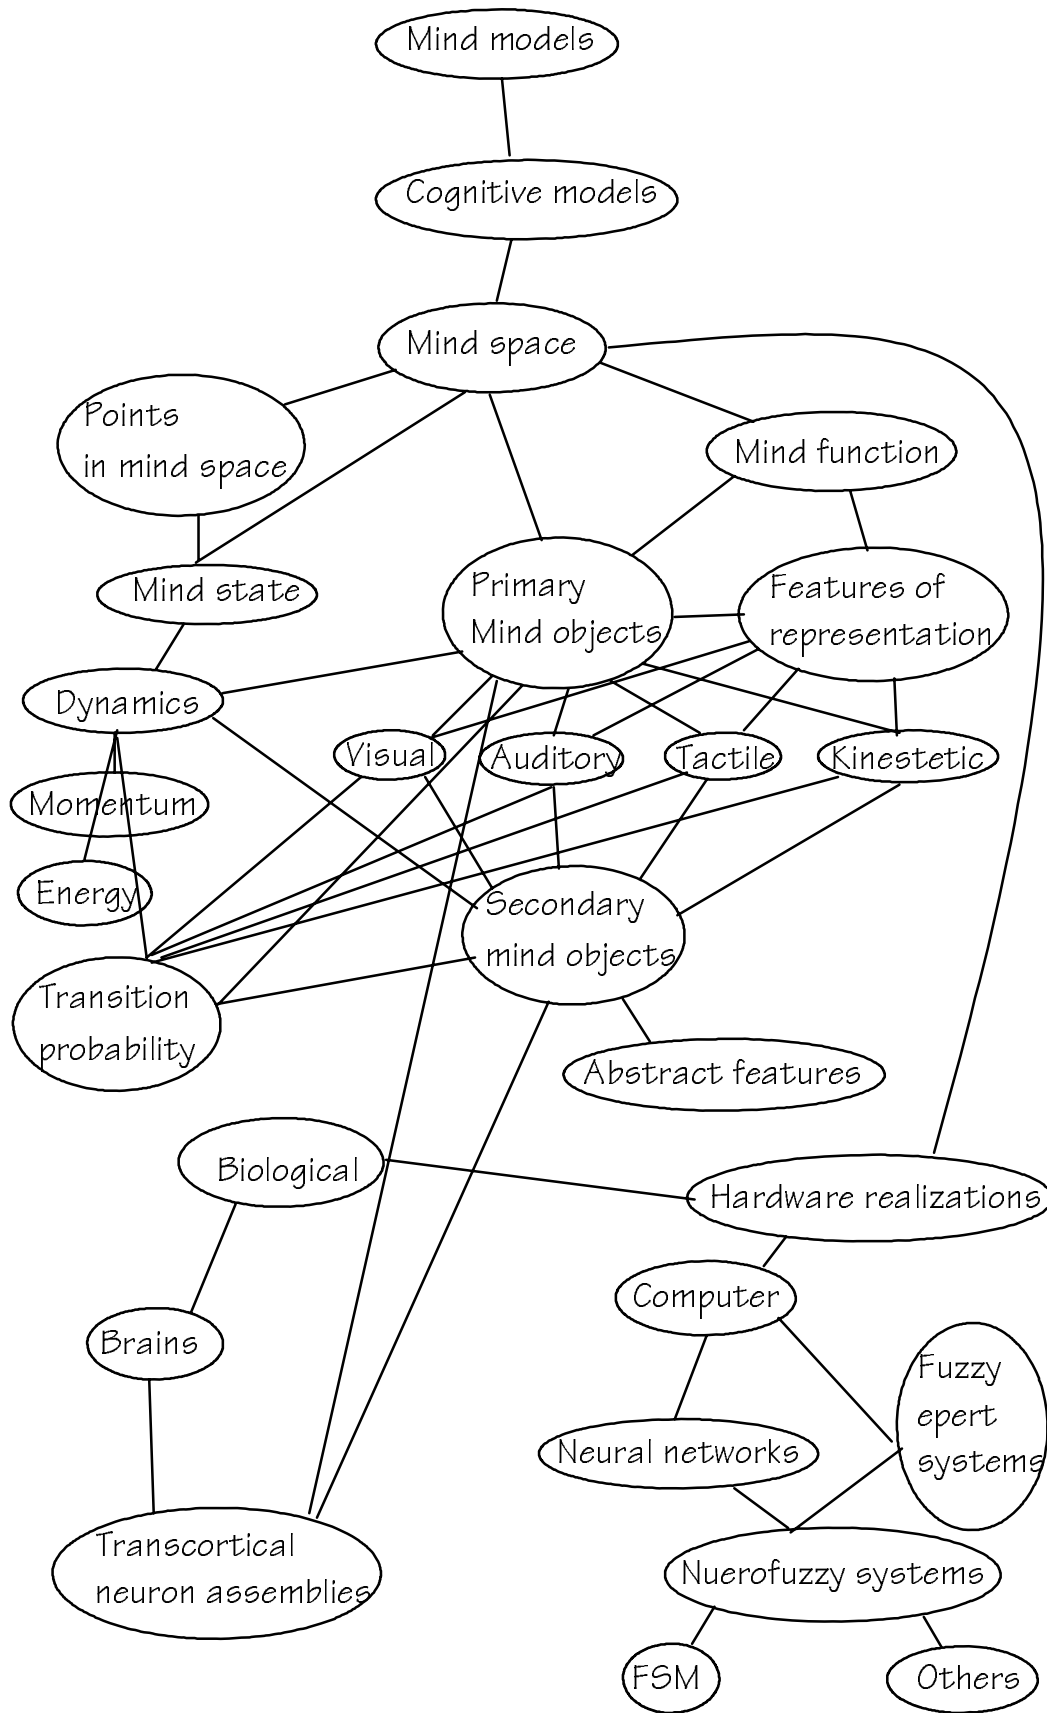 Mind models
Cognitive models
Mind space
Points
in mind space
Mind function
Mind state
Primary
Mind objects
Features of
representation
Dynamics
Visual
Auditory
Tactile
Kinestetic
Momentum
Energy
Secondary
mind objects
Transition
probability
Abstract features
Biological
Hardware realizations
Computer
Brains
Fuzzy
epert
systems
Neural networks
Transcortical
neuron assemblies
Nuerofuzzy systems
FSM
Others